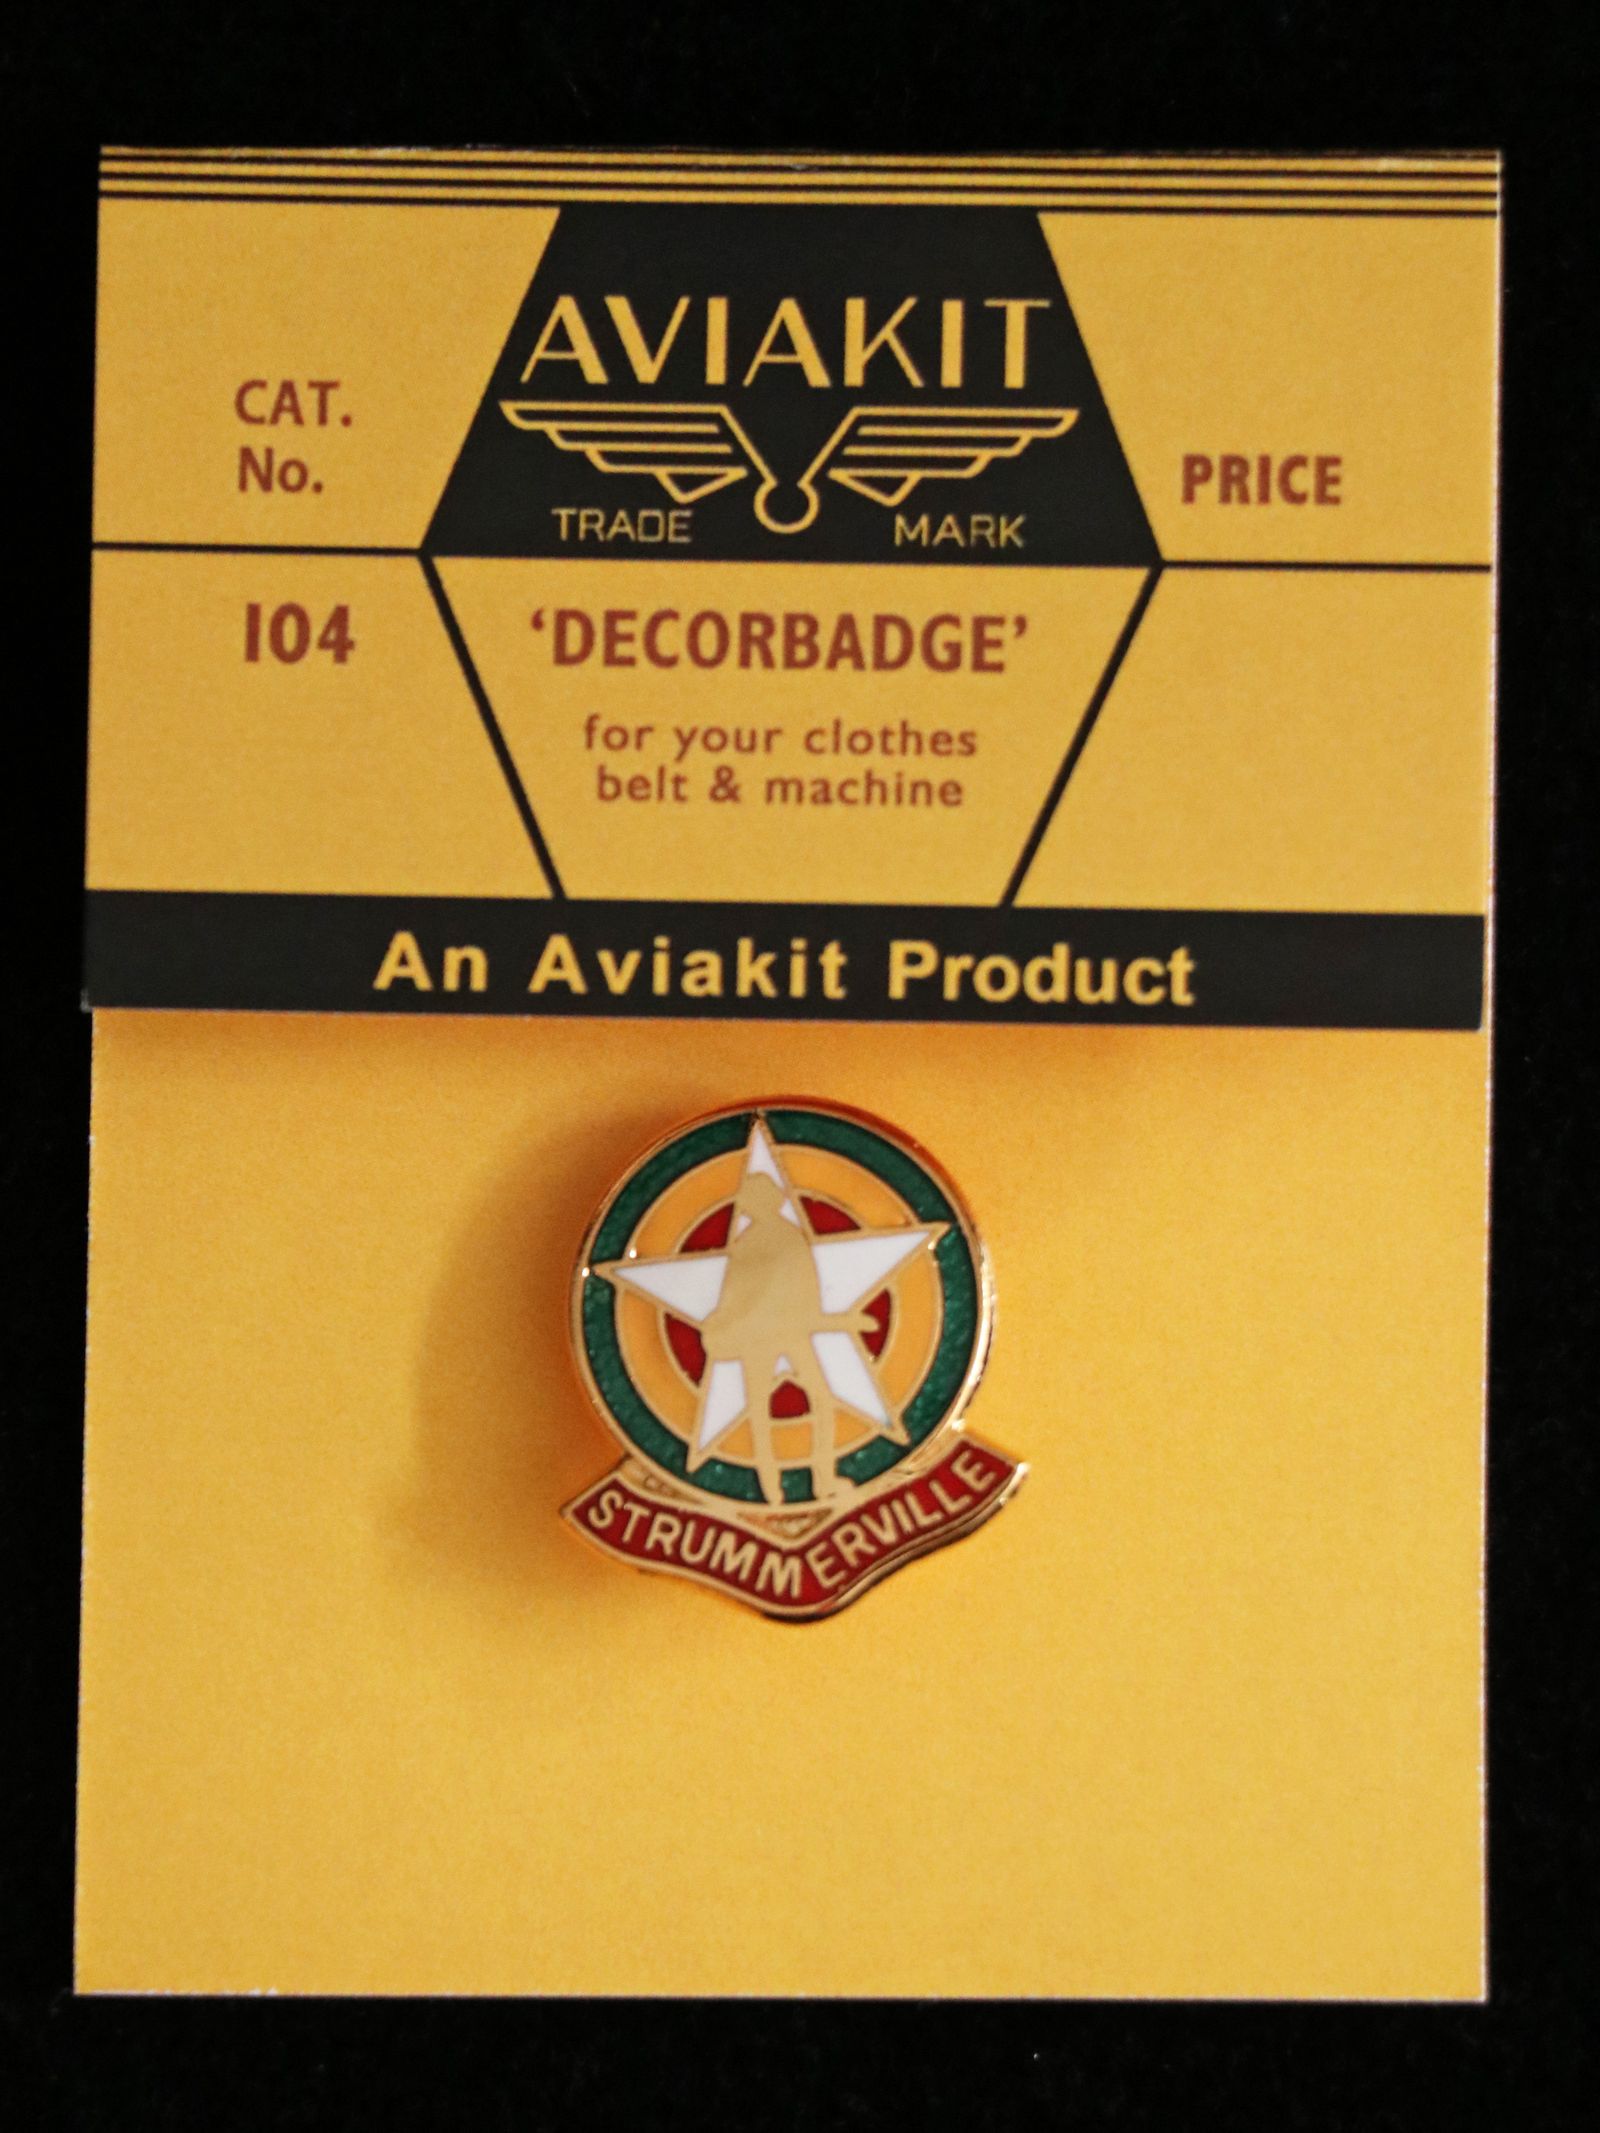 AVIAKIT
TRADE MARK
CAT.
No.
PRICE
104
‘DECORBADGE’
for your clothes
belt & machine
An Aviakit Product
STRUMMERVILLE